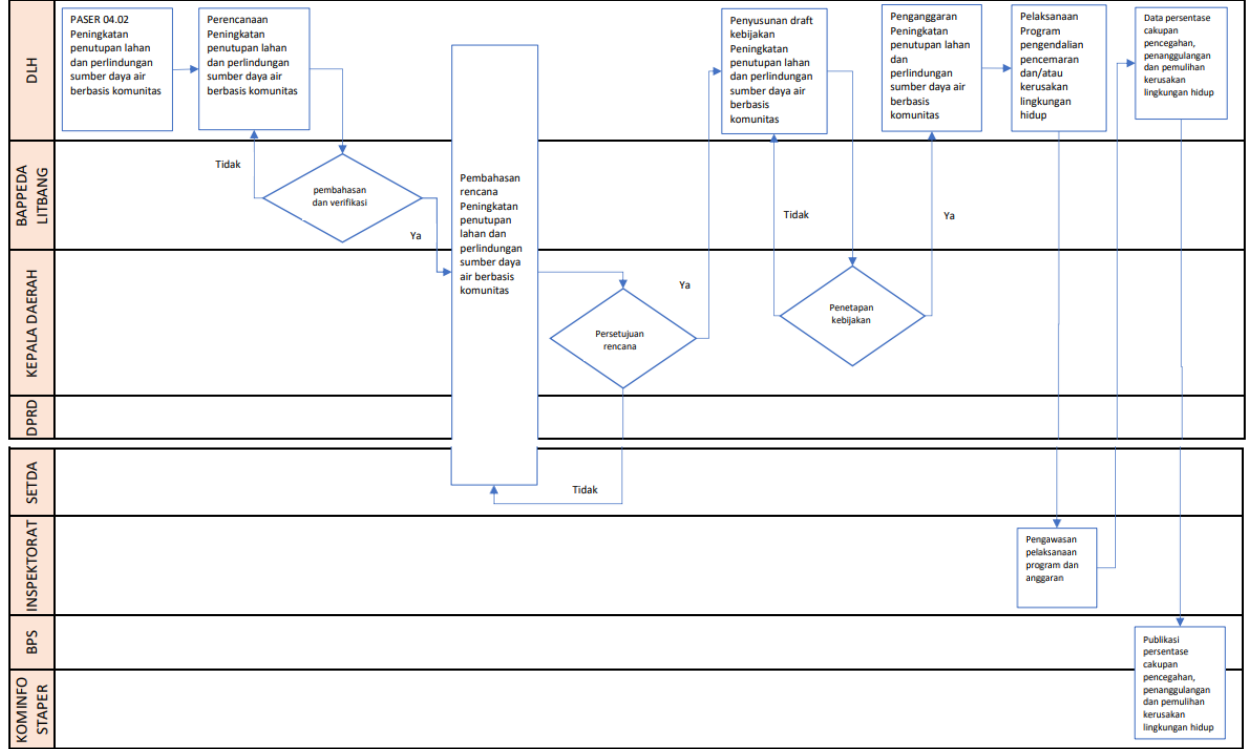 DLH
PASER 04.02
Peningkatan
penutupan lahan
dan perlindungan
sumber daya air
berbasis komunitas
Perencanaan
Peningkatan
penutupan lahan
dan perlindungan
sumber daya air
berbasis komunitas
Penyusunan draft
kebijakan
Peningkatan
penutupan lahan
dan perlindungan
sumber daya air
berbasis
komunitas
Penganggaran
Peningkatan
penutupan lahan
dan
perlindungan
sumber daya air
berbasis
komunitas
Pelaksanaan
Program
pengendalian
pencemaran
dan/atau
kerusakan
lingkungan
hidup
Data persentase
cakupan
pencegahan,
penanggulangan
dan pemulihan
kerusakan
lingkungan hidup
BAPPEDA
LITBANG
Tidak
pembahasan
dan verifikasi
Ya
Pembahasan
rencana
Peningkatan
penutupan
lahan dan
perlindungan
sumber daya
air berbasis
komunitas
Tidak
Ya
KEPALA DAERAH
Persetujuan
rencana
Ya
Penetapan
kebijakan
DPRD
SETDA
Tidak
INSPEKTORAT
Pengawasan
pelaksanaan
program dan
anggaran
BPS
Publikasi
persentase
cakupan
pencegahan,
penanggulangan
dan pemulihan
kerusakan
lingkungan hidup
KOMINFO
STAPER